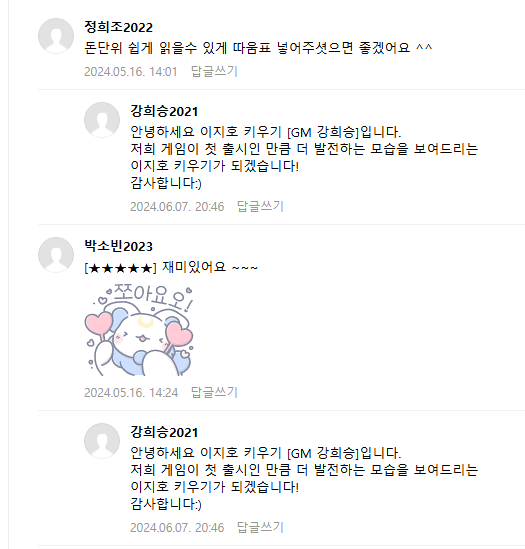 정희조2022
돈단위 쉽게 읽을수 있게 따움표 넣어주셧으면 좋겠어요 ^^
2024.05.16. 14:01 답글쓰기
강희승2021
안녕하세요 이지호 키우기 [GM 강희승]입니다.
저희 게임이 첫 출시인 만큼 더 발전하는 모습을 보여드리는
이지호 키우기가 되겠습니다!
감사합니다:)
2024.06.07. 20:46 답글쓰기
박소빈2023
[★★★★★] 재미있어요 ~~~
쪼아요오!
2024.05.16. 14:24 답글쓰기
강희승2021
안녕하세요 이지호 키우기 [GM 강희승]입니다.
저희 게임이 첫 출시인 만큼 더 발전하는 모습을 보여드리는
이지호 키우기가 되겠습니다!
감사합니다:)
2024.06.07. 20:46 답글쓰기